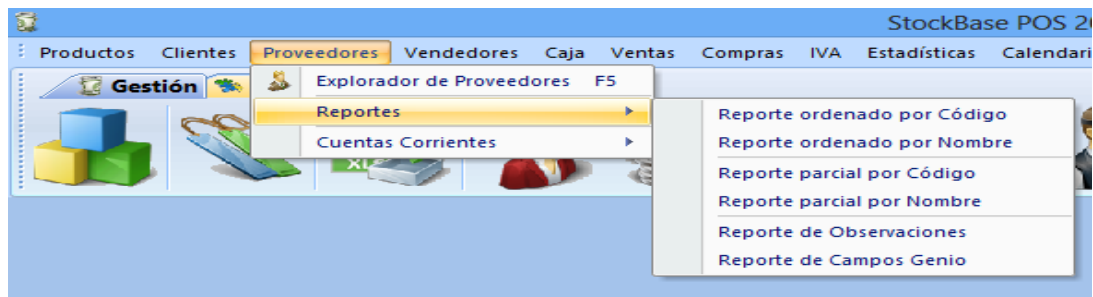 StockBase POS 2
Productos Clientes Proveedores Vendedores Caja Ventas Compras IVA Estadísticas Calendari
Gestión
Explorador de Proveedores F5
Reportes
Cuentas Corrientes
XLS
Reporte ordenado por Código
Reporte ordenado por Nombre
Reporte parcial por Código
Reporte parcial por Nombre
Reporte de Observaciones
Reporte de Campos Genio